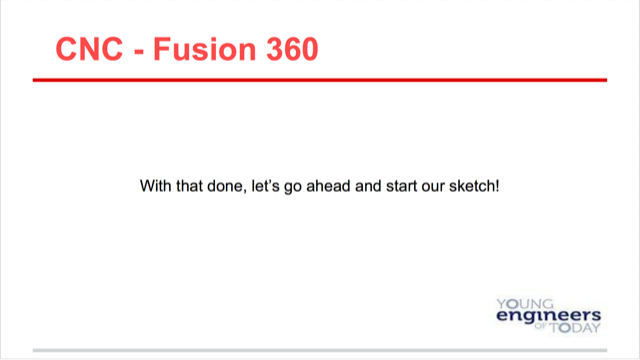 CNC - Fusion 360
With that done, let's go ahead and start our sketch!
YOUNG
engineers
OF TODAY